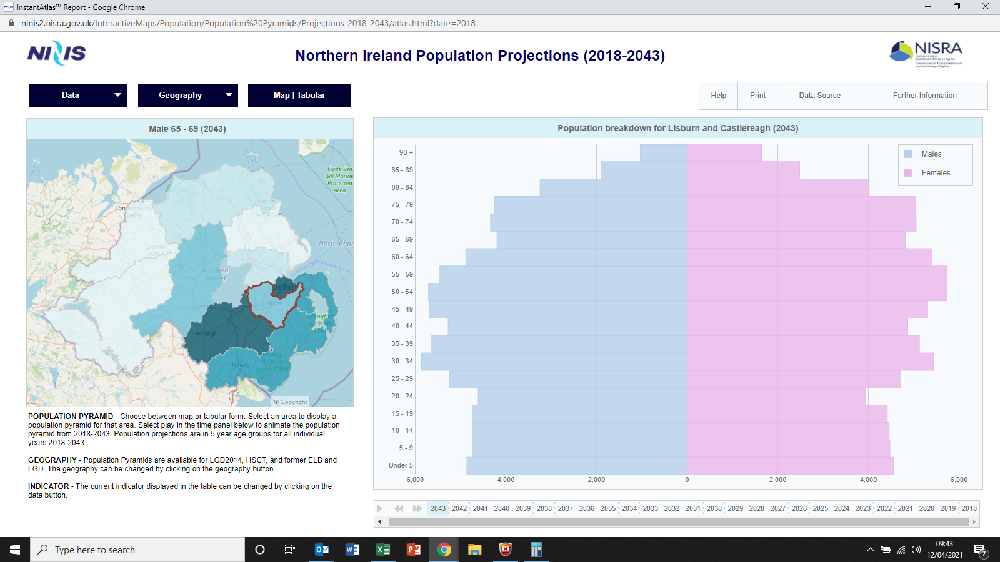 InstantAtlas™ Report - Google Chrome
ninis2.nisra.gov.uk/InteractiveMaps/Population/Population%20Pyramids/Projections_2018-2043/atlas.html?date=2018
NINIS
Northern Ireland Population Projections (2018-2043)
NISRA
Northern Ireland
Statistics and Research Agency
Data
Geography
Map | Tabular
Help
Print
Data Source
Further Information
Male 65 - 69 (2043)
Clyde Sea
Sill Marine
Protected
Area
Londonderry/
Derry
Antrim
Coast &
Glens AONB
North Chan
Sperrins
AONB
Northern
Ireland
Belfast
Lisburn
Armagh
Newry
© Copyright
Population breakdown for Lisburn and Castlereagh (2043)
Males
Females
90 +
85 - 89
80 - 84
75 - 79
70 - 74
65 - 69
60 - 64
55 - 59
50 - 54
45 - 49
40 - 44
35 - 39
30 - 34
25 - 29
20 - 24
15 - 19
10 - 14
5 - 9
Under 5
6,000 4,000 2,000 0 2,000 4,000 6,000
POPULATION PYRAMID - Choose between map or tabular form. Select an area to display a
population pyramid for that area. Select play in the time panel below to animate the population
pyramid from 2018-2043. Population projections are in 5 year age groups for all individual
years 2018-2043.
GEOGRAPHY - Population Pyramids are available for LGD2014, HSCT, and former ELB and
LGD. The geography can be changed by clicking on the geography button.
INDICATOR - The current indicator displayed in the table can be changed by clicking on the
data button.
2043 2042 2041 2040 2039 2038 2037 2036 2035 2034 2033 2032 2031 2030 2029 2028 2027 2026 2025 2024 2023 2022 2021 2020 2019 2018
Type here to search
09:43
12/04/2021
7